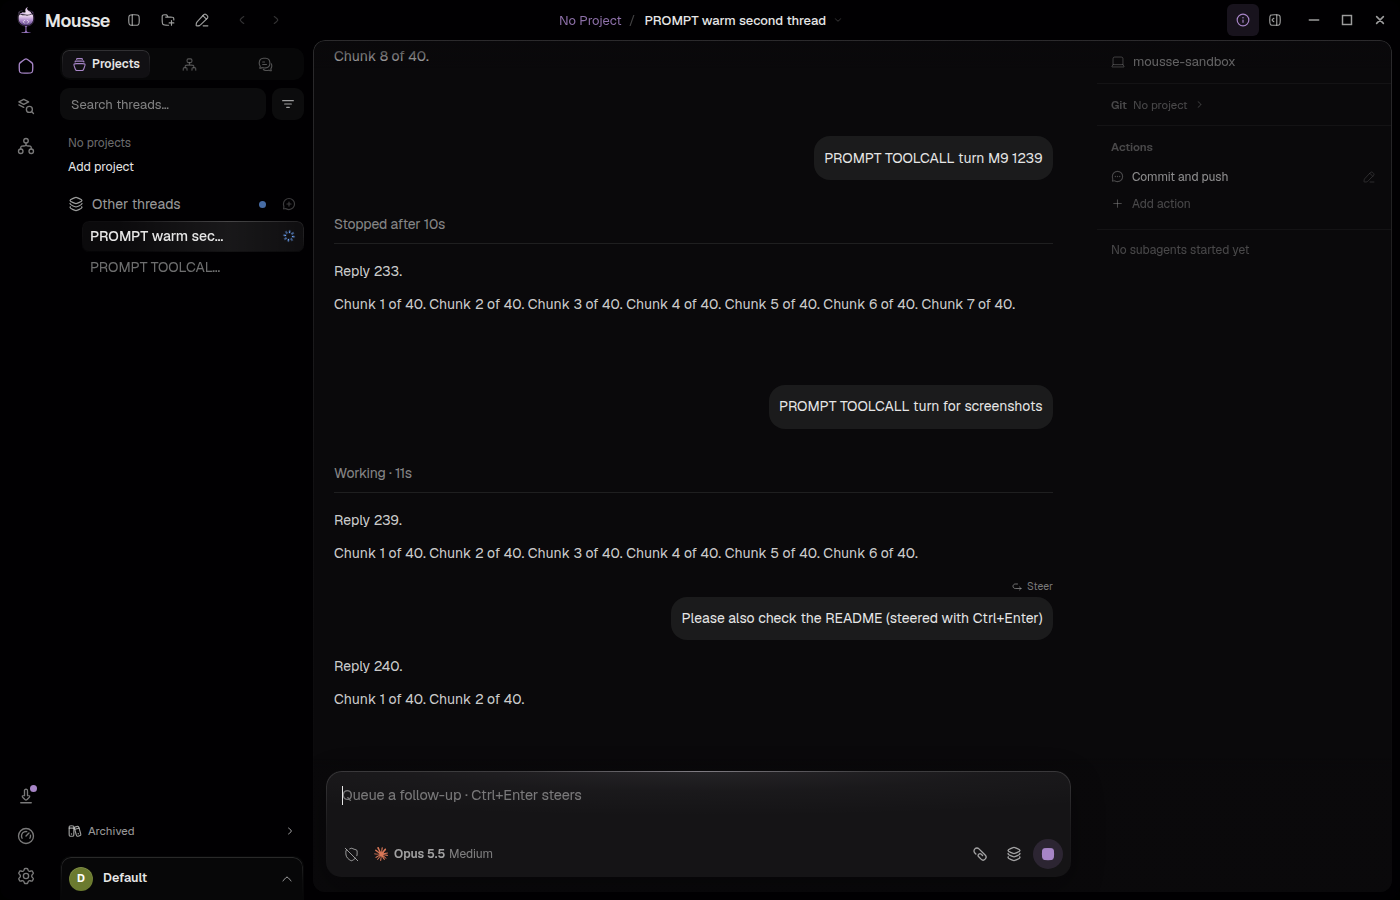 Mousse
No Project / PROMPT warm second thread
Projects
Search threads...
No projects
Add project
Other threads
PROMPT warm sec...
PROMPT TOOLCAL...
Archived
D Default
Chunk 8 of 40.
PROMPT TOOLCALL turn M9 1239
Stopped after 10s
Reply 233.
Chunk 1 of 40. Chunk 2 of 40. Chunk 3 of 40. Chunk 4 of 40. Chunk 5 of 40. Chunk 6 of 40. Chunk 7 of 40.
PROMPT TOOLCALL turn for screenshots
Working · 11s
Reply 239.
Chunk 1 of 40. Chunk 2 of 40. Chunk 3 of 40. Chunk 4 of 40. Chunk 5 of 40. Chunk 6 of 40.
Steer
Please also check the README (steered with Ctrl+Enter)
Reply 240.
Chunk 1 of 40. Chunk 2 of 40.
Queue a follow-up · Ctrl+Enter steers
Opus 5.5 Medium
mousse-sandbox
Git No project
Actions
Commit and push
Add action
No subagents started yet